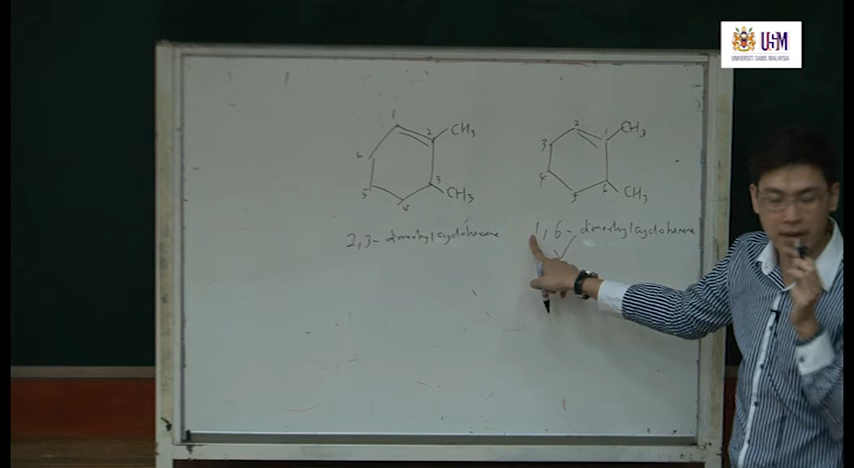 USM
UNIVERSITI SAINS MALAYSIA
1
2
CH3
3
CH3
4
5
6
2,3-dimethylcyclohexene
2
1
CH3
3
4
5
6
CH3
1,6-dimethylcyclohexene